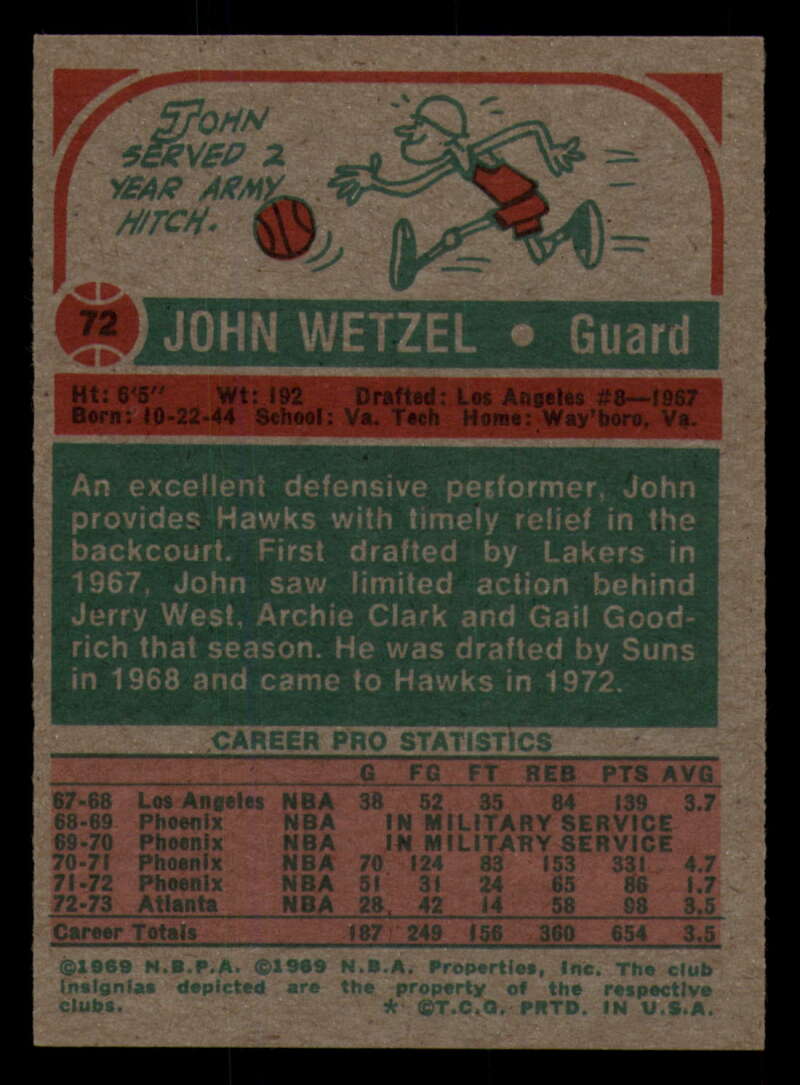 JOHN
SERVED 2
YEAR ARMY
HITCH.
72 JOHN WETZEL • Guard
Ht: 6'5" Wt: 192 Drafted: Los Angeles #8—1967
Born: 10-22-44 School: Va. Tech Home: Way'boro, Va.
An excellent defensive performer, John
provides Hawks with timely relief in the
backcourt. First drafted by Lakers in
1967, John saw limited action behind
Jerry West, Archie Clark and Gail Good-
rich that season. He was drafted by Suns
in 1968 and came to Hawks in 1972.
CAREER PRO STATISTICS
G FG FT REB PTS AVG
67-68 Los Angeles NBA 38 52 35 84 139 3.7
68-69 Phoenix NBA IN MILITARY SERVICE
69-70 Phoenix NBA IN MILITARY SERVICE
70-71 Phoenix NBA 70 124 83 153 331 4.7
71-72 Phoenix NBA 51 31 24 65 86 1.7
72-73 Atlanta NBA 28 42 14 58 98 3.5
Career Totals 187 249 156 360 654 3.5
©1969 N.B.P.A. ©1969 N.B.A. Properties, Inc. The club
insignias depicted are the property of the respective
clubs. * ©T.C.G. PRTD. IN U.S.A.